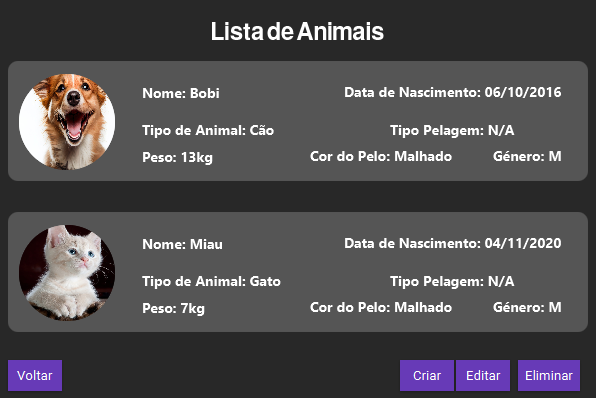 Lista de Animais
Nome: Bobi Data de Nascimento: 06/10/2016
Tipo de Animal: Cão Tipo Pelagem: N/A
Peso: 13kg Cor do Pelo: Malhado Género: M
Nome: Miau Data de Nascimento: 04/11/2020
Tipo de Animal: Gato Tipo Pelagem: N/A
Peso: 7kg Cor do Pelo: Malhado Género: M
Voltar Criar Editar Eliminar